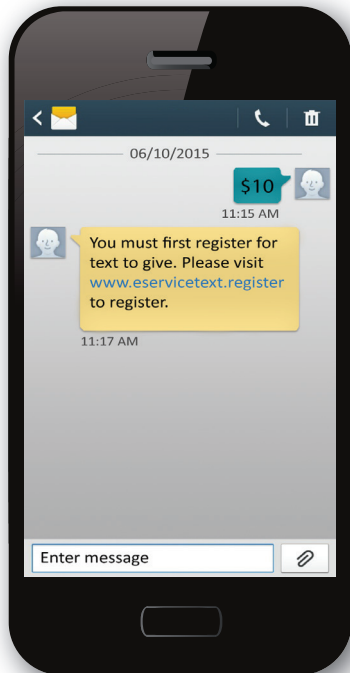 06/10/2015
$10
11:15 AM
You must first register for
text to give. Please visit
www.eservicetext.register
to register.
11:17 AM
Enter message